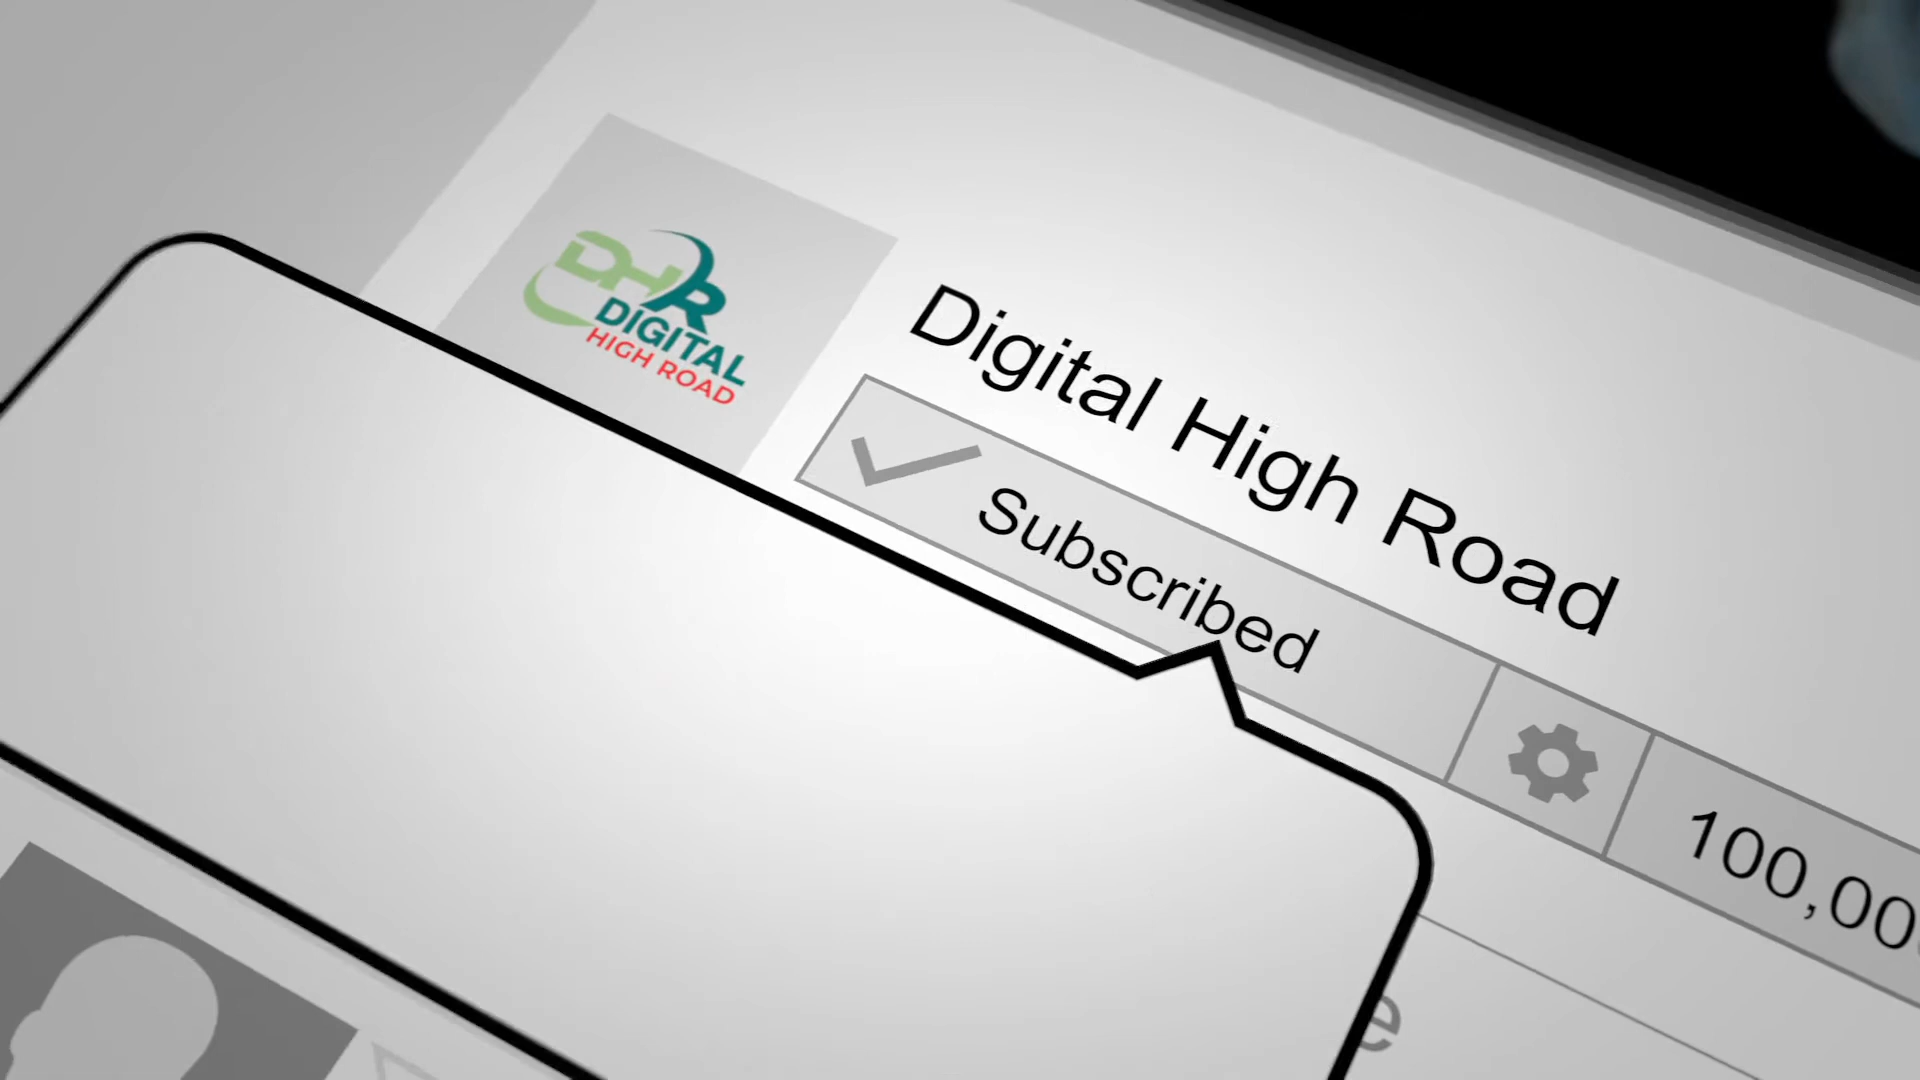 DHR
DIGITAL
HIGH ROAD
Digital High Road
Subscribed
100,00
e